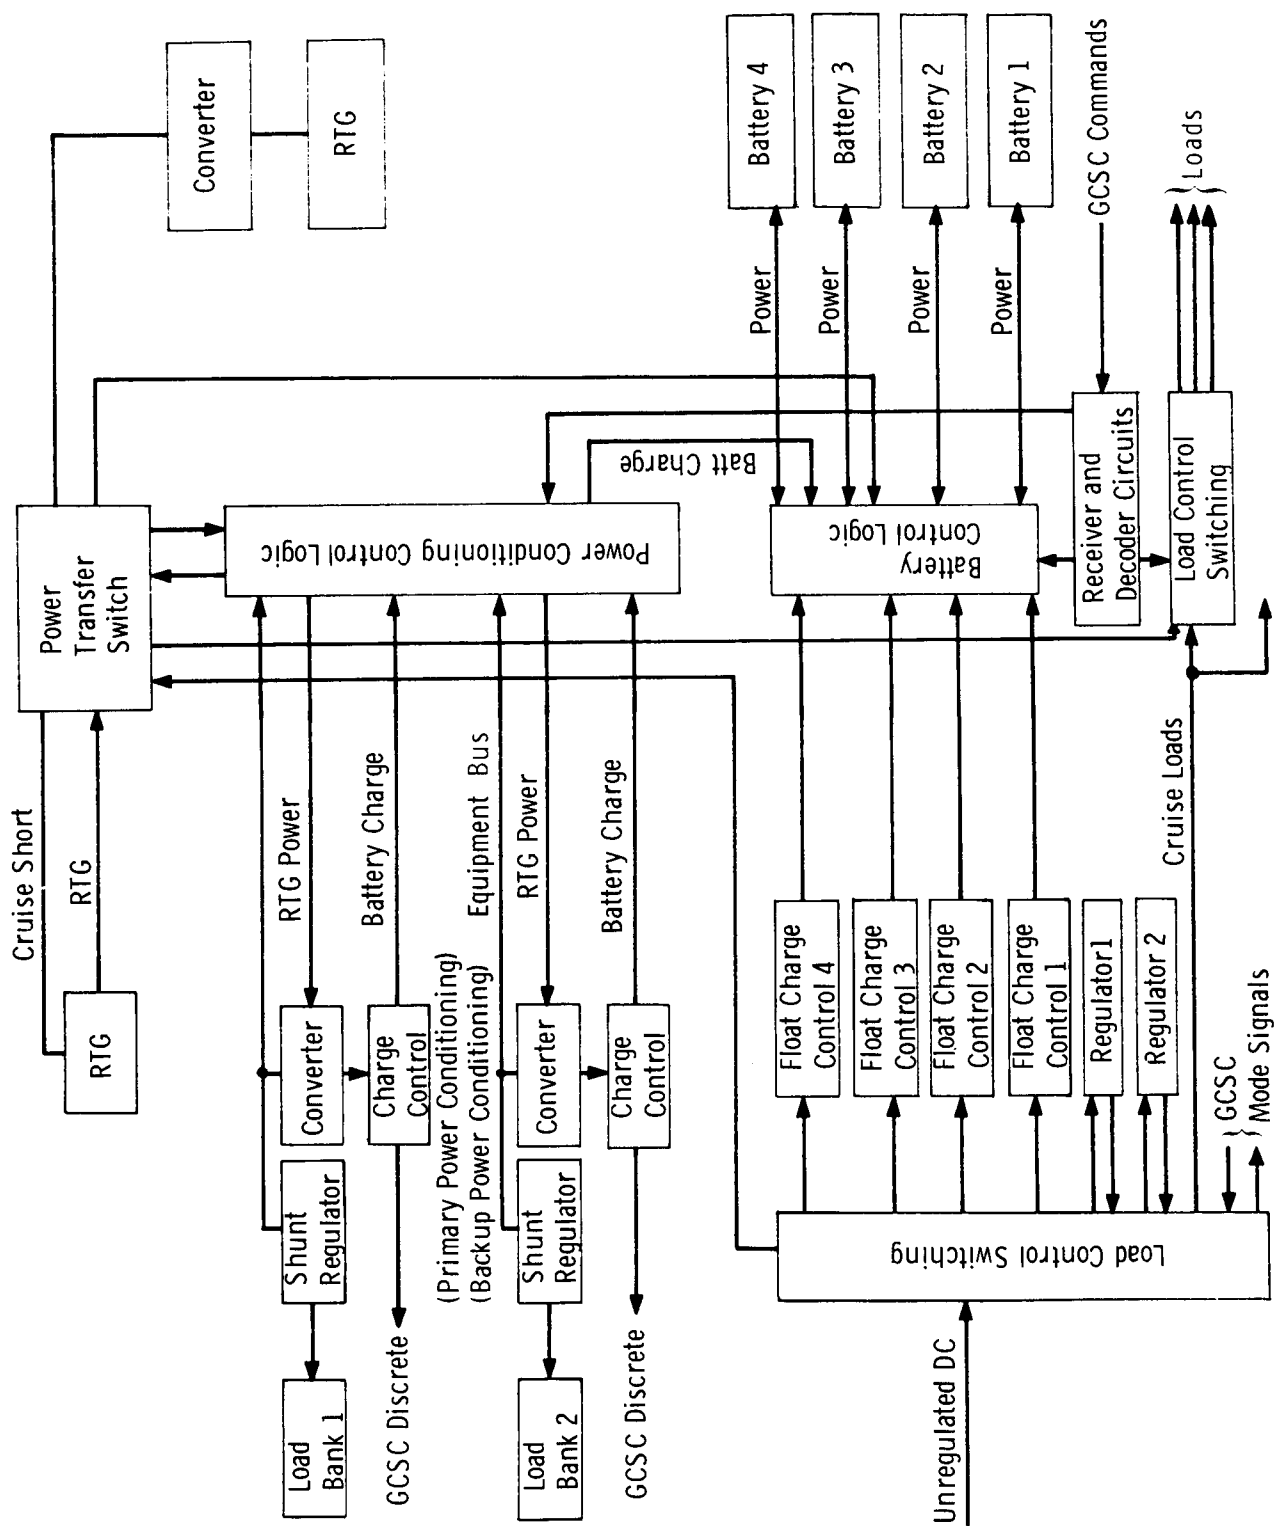 Converter
RTG
Battery 4
Battery 3
Battery 2
Battery 1
GCSC Commands
Loads
Power
Power
Power
Power
Power
Transfer
Switch
Power Conditioning Control Logic
Batt Charge
Battery
Control Logic
Receiver and
Decoder Circuits
Load Control
Switching
Cruise Short
RTG
RTG Power
Battery Charge
Equipment Bus
RTG Power
Battery Charge
Cruise Loads
RTG
Converter
Charge
Control
(Primary Power Conditioning)
(Backup Power Conditioning)
Converter
Charge
Control
Float Charge
Control 4
Float Charge
Control 3
Float Charge
Control 2
Float Charge
Control 1
Regulator 1
Regulator 2
GCSC
Mode Signals
Shunt
Regulator
Shunt
Regulator
Load Control Switching
Load
Bank 1
GCSC Discrete
Load
Bank 2
GCSC Discrete
Unregulated DC